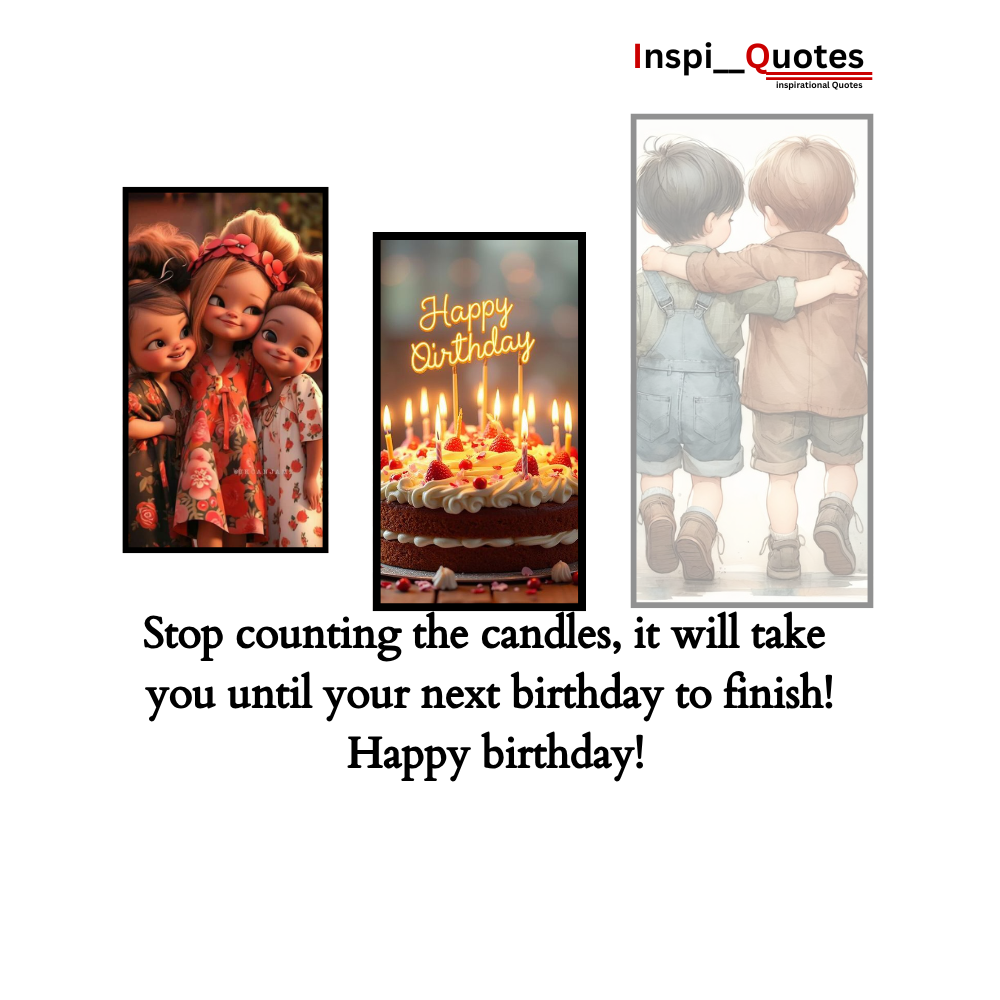 Inspi__Quotes
inspirational Quotes
Happy
Oirthday
Stop counting the candles, it will take
you until your next birthday to finish!
Happy birthday!